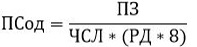 ПСод = ПЗ / ЧСЛ * (РД * 8)